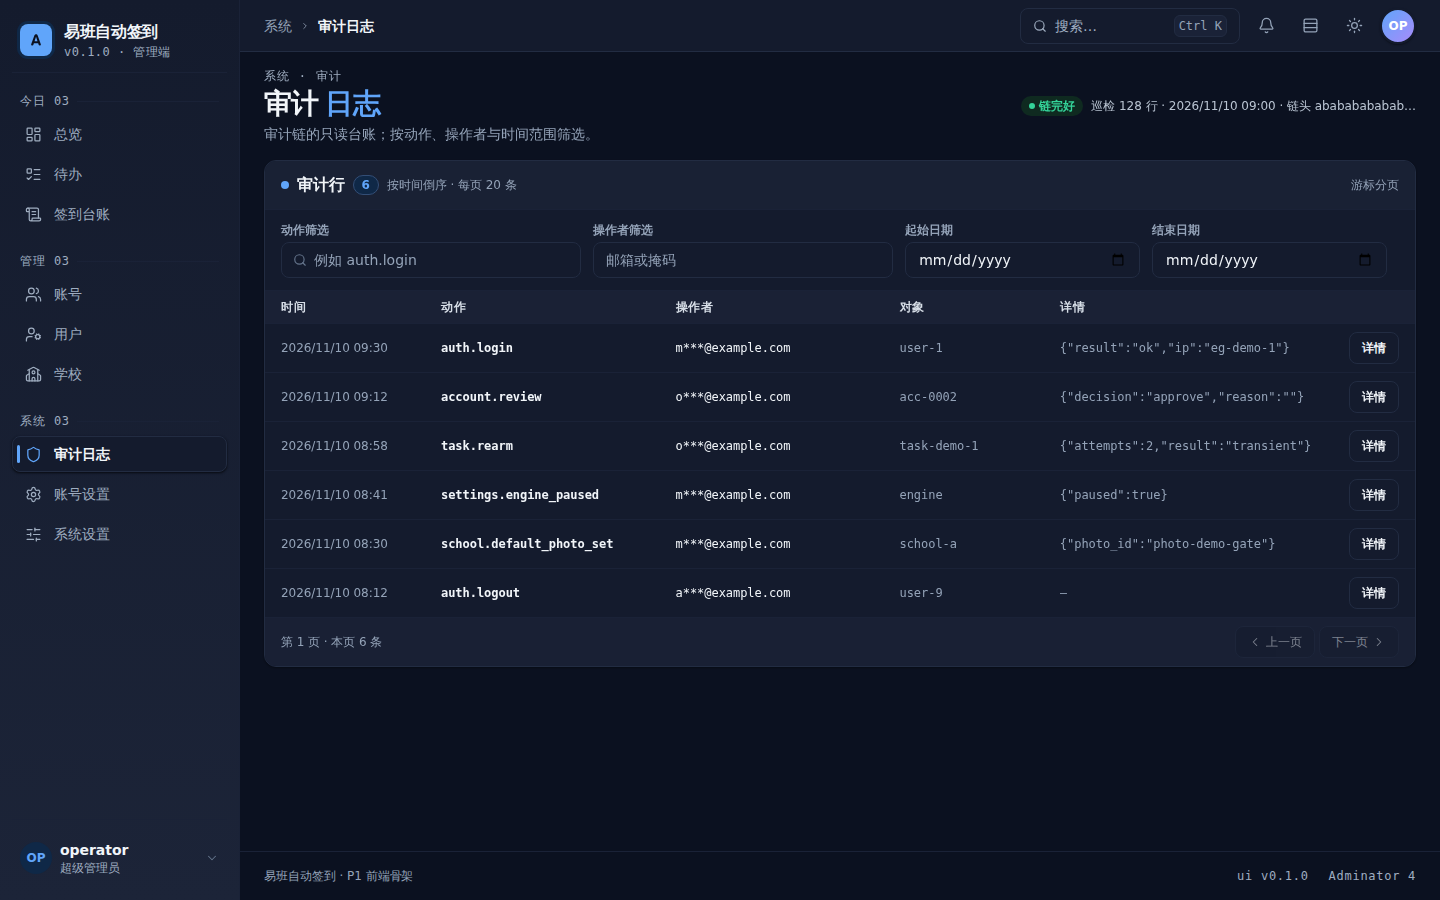 A
易班自动签到
v0.1.0 · 管理端
今日 03
总览
待办
签到台账
管理 03
账号
用户
学校
系统 03
审计日志
账号设置
系统设置
OP
operator
超级管理员
系统 › 审计日志
搜索… Ctrl K
OP
系统 · 审计
审计 日志
审计链的只读台账；按动作、操作者与时间范围筛选。
链完好 巡检 128 行 · 2026/11/10 09:00 · 链头 abababababab…
审计行 6 按时间倒序 · 每页 20 条 游标分页
动作筛选 操作者筛选 起始日期 结束日期
例如 auth.login 邮箱或掩码 mm/dd/yyyy mm/dd/yyyy
时间 动作 操作者 对象 详情
2026/11/10 09:30 auth.login m***@example.com user-1 {"result":"ok","ip":"eg-demo-1"} 详情
2026/11/10 09:12 account.review o***@example.com acc-0002 {"decision":"approve","reason":""} 详情
2026/11/10 08:58 task.rearm o***@example.com task-demo-1 {"attempts":2,"result":"transient"} 详情
2026/11/10 08:41 settings.engine_paused m***@example.com engine {"paused":true} 详情
2026/11/10 08:30 school.default_photo_set m***@example.com school-a {"photo_id":"photo-demo-gate"} 详情
2026/11/10 08:12 auth.logout a***@example.com user-9 — 详情
第 1 页 · 本页 6 条 上一页 下一页
易班自动签到 · P1 前端骨架 ui v0.1.0 Adminator 4